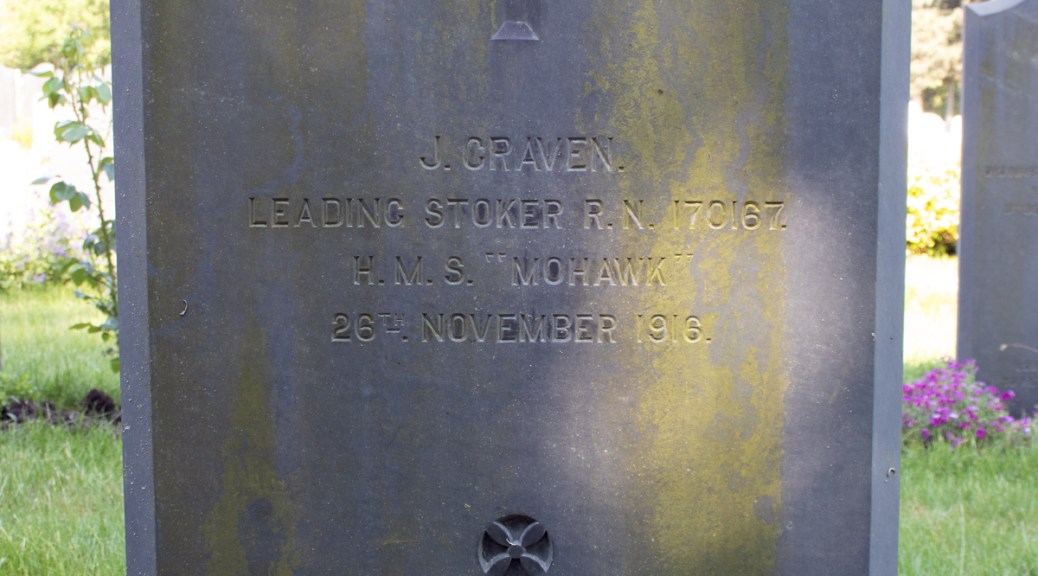 J. CRAVEN.
LEADING STOKER R.N. 170167.
H.M.S. "MOHAWK"
26TH. NOVEMBER 1916.